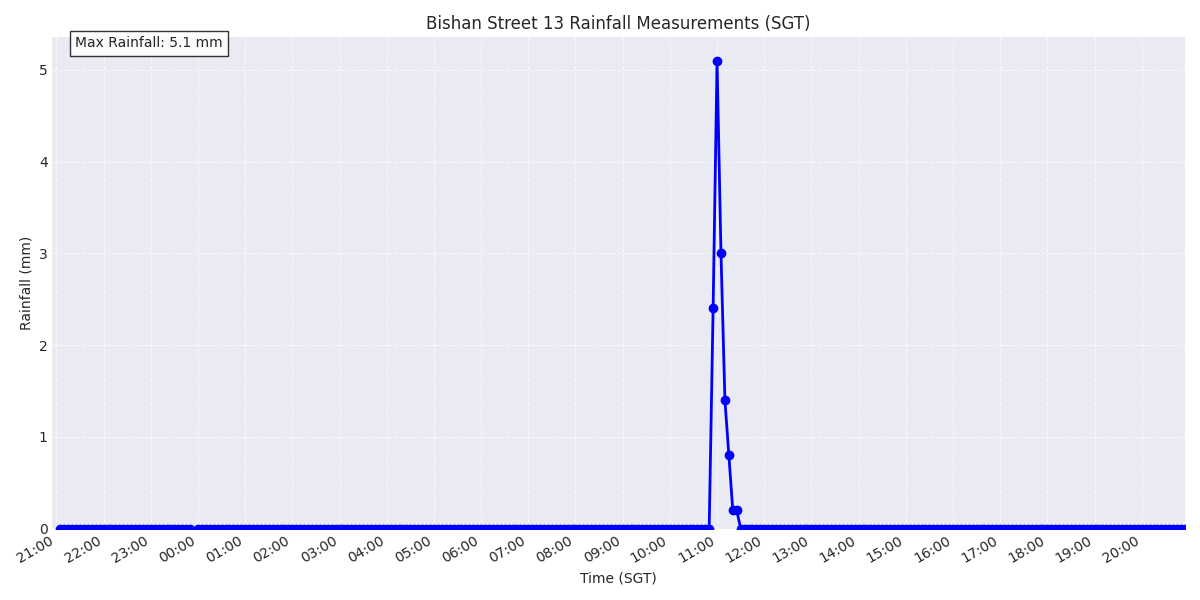 Bishan Street 13 Rainfall Measurements (SGT)
Max Rainfall: 5.1 mm
Rainfall (mm)
5
4
3
2
1
0
21:00 22:00 23:00 00:00 01:00 02:00 03:00 04:00 05:00 06:00 07:00 08:00 09:00 10:00 11:00 12:00 13:00 14:00 15:00 16:00 17:00 18:00 19:00 20:00
Time (SGT)